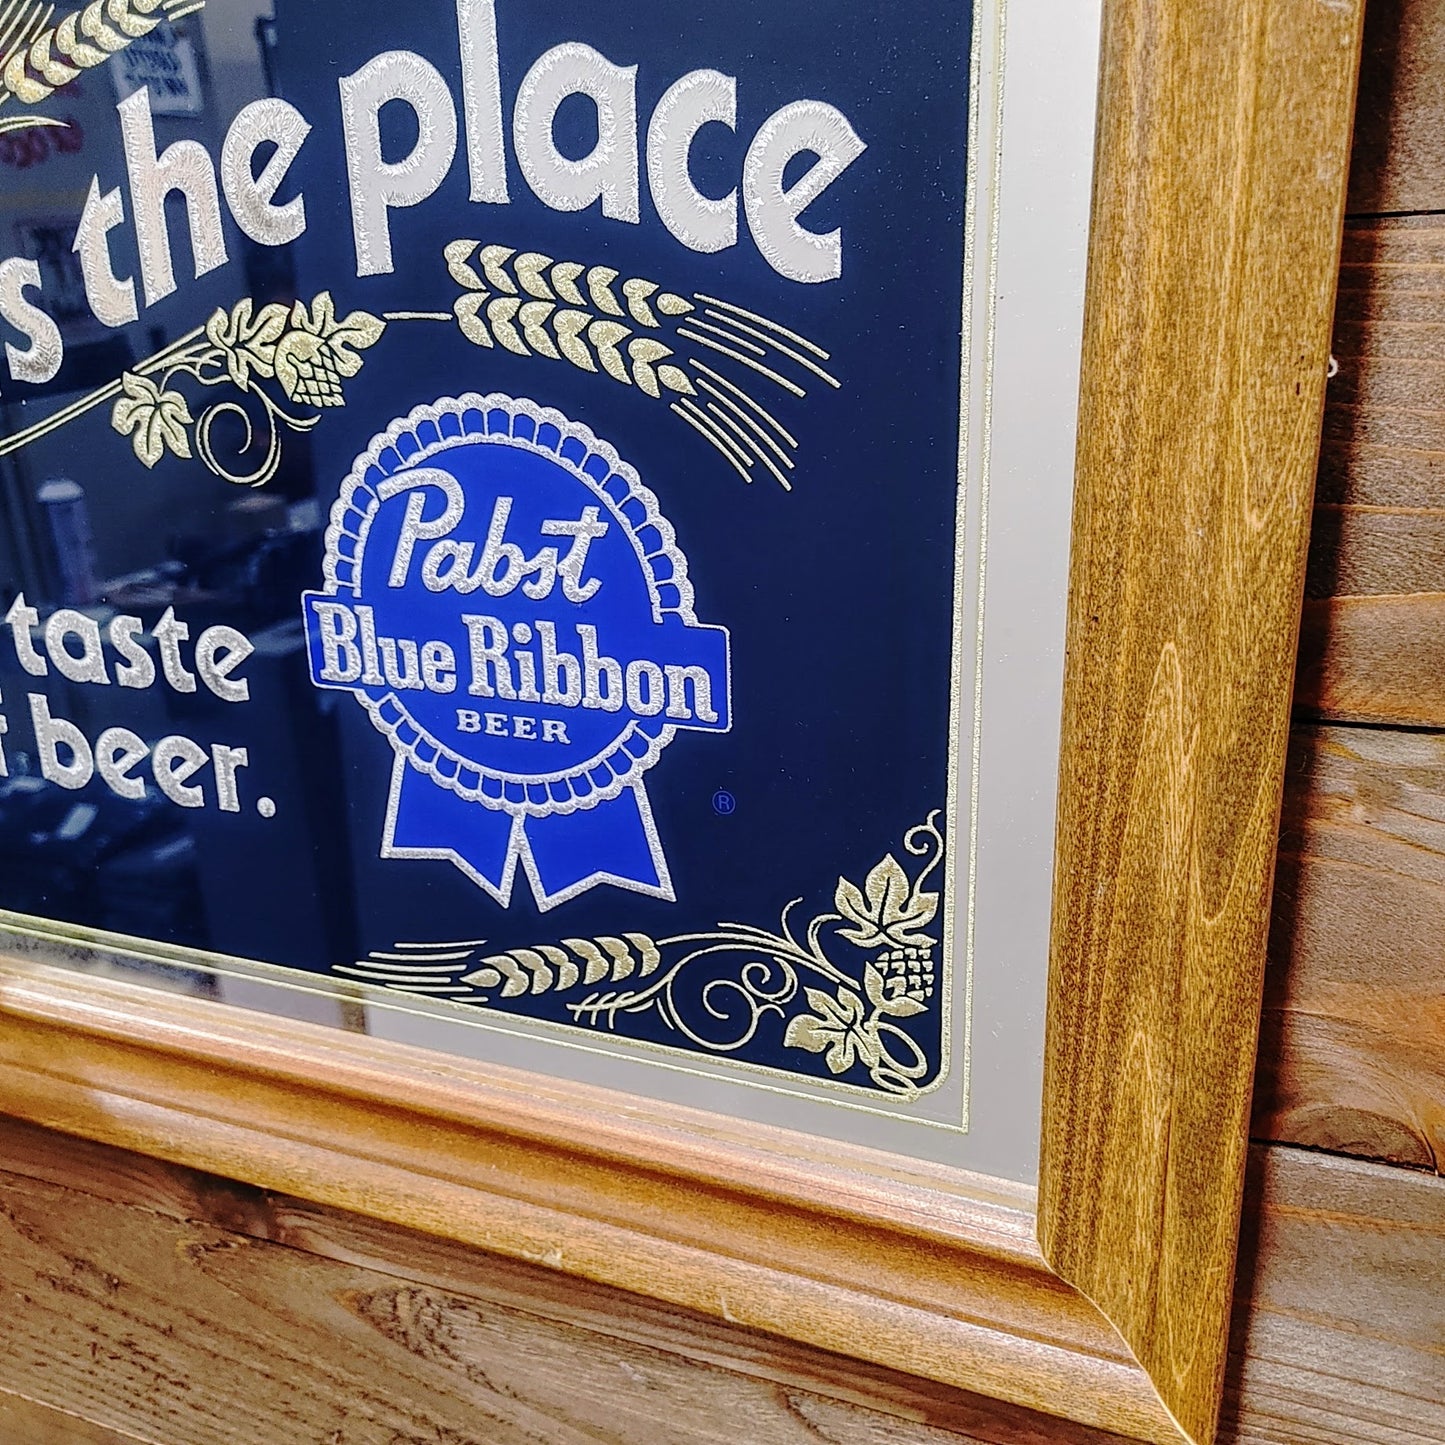 s the place
taste
beer.
Pabst
Blue Ribbon
BEER
®